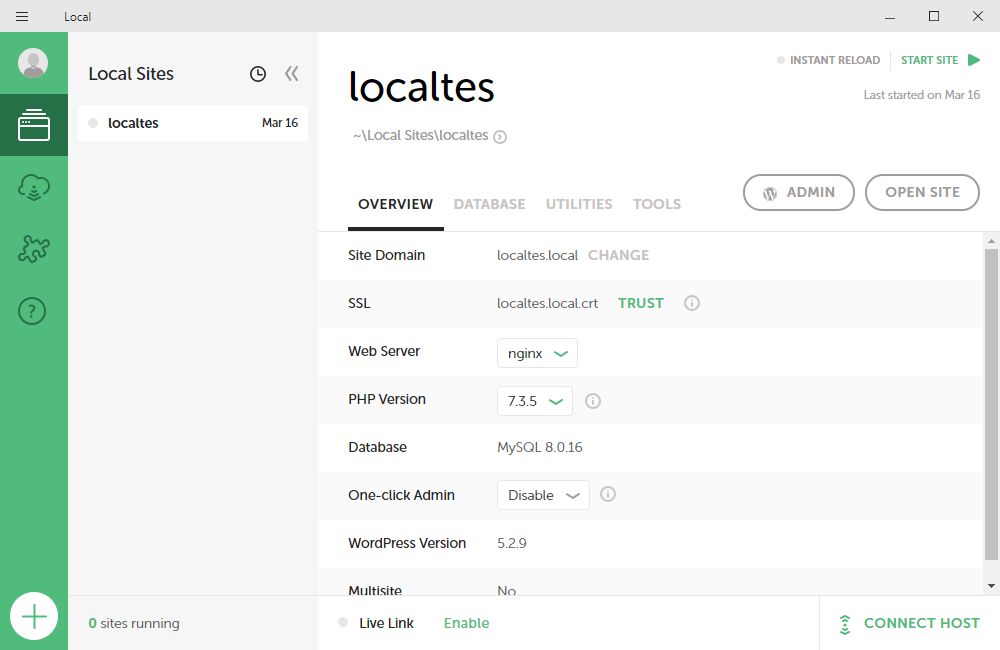 Local
Local Sites
localtes Mar 16
0 sites running
localtes
~\Local Sites\localtes
INSTANT RELOAD START SITE
Last started on Mar 16
OVERVIEW DATABASE UTILITIES TOOLS
ADMIN OPEN SITE
Site Domain localtes.local CHANGE
SSL localtes.local.crt TRUST
Web Server nginx
PHP Version 7.3.5
Database MySQL 8.0.16
One-click Admin Disable
WordPress Version 5.2.9
Multisite No
Live Link Enable
CONNECT HOST